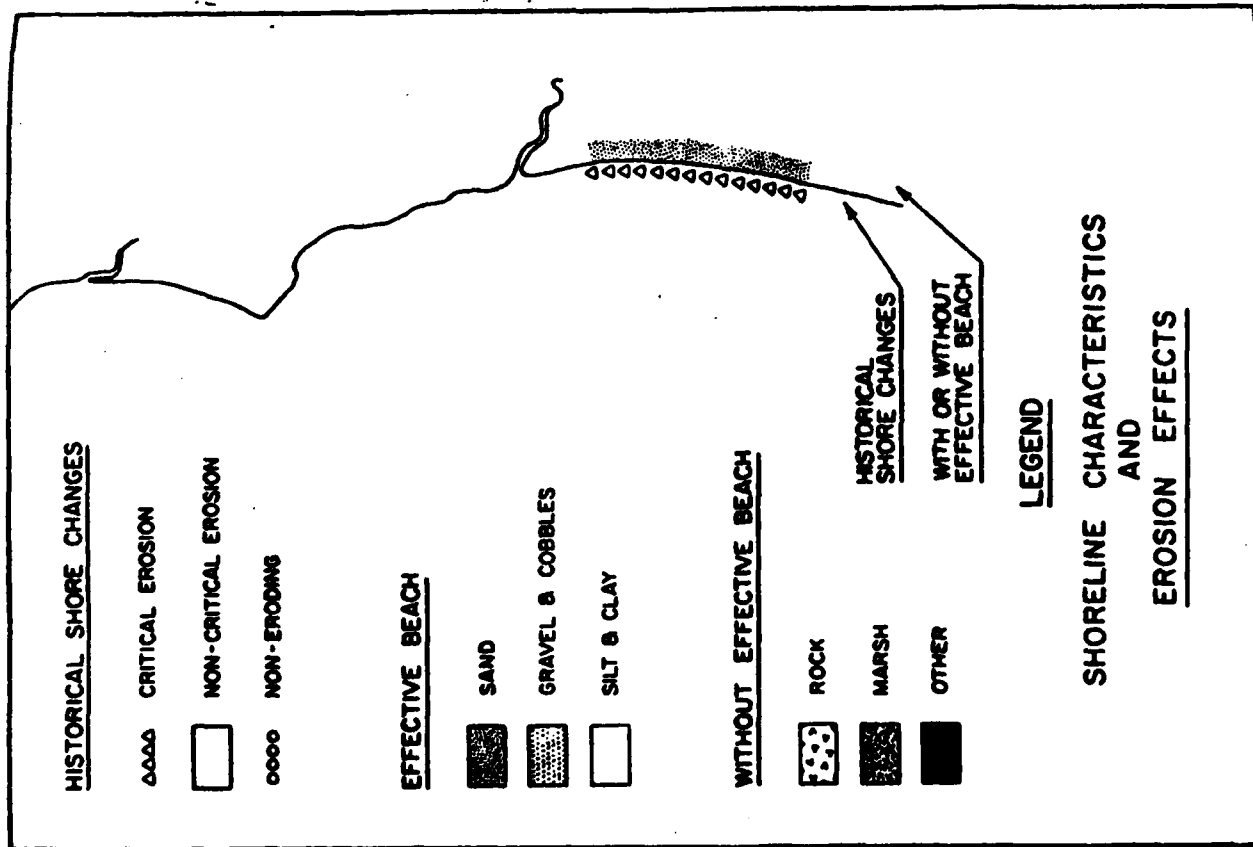 HISTORICAL SHORE CHANGES
CRITICAL EROSION
NON-CRITICAL EROSION
NON-ERODING
EFFECTIVE BEACH
SAND
GRAVEL & COBBLES
SILT & CLAY
WITHOUT EFFECTIVE BEACH
ROCK
MARSH
OTHER
HISTORICAL
SHORE CHANGES
WITH OR WITHOUT
EFFECTIVE BEACH
LEGEND
SHORELINE CHARACTERISTICS
AND
EROSION EFFECTS